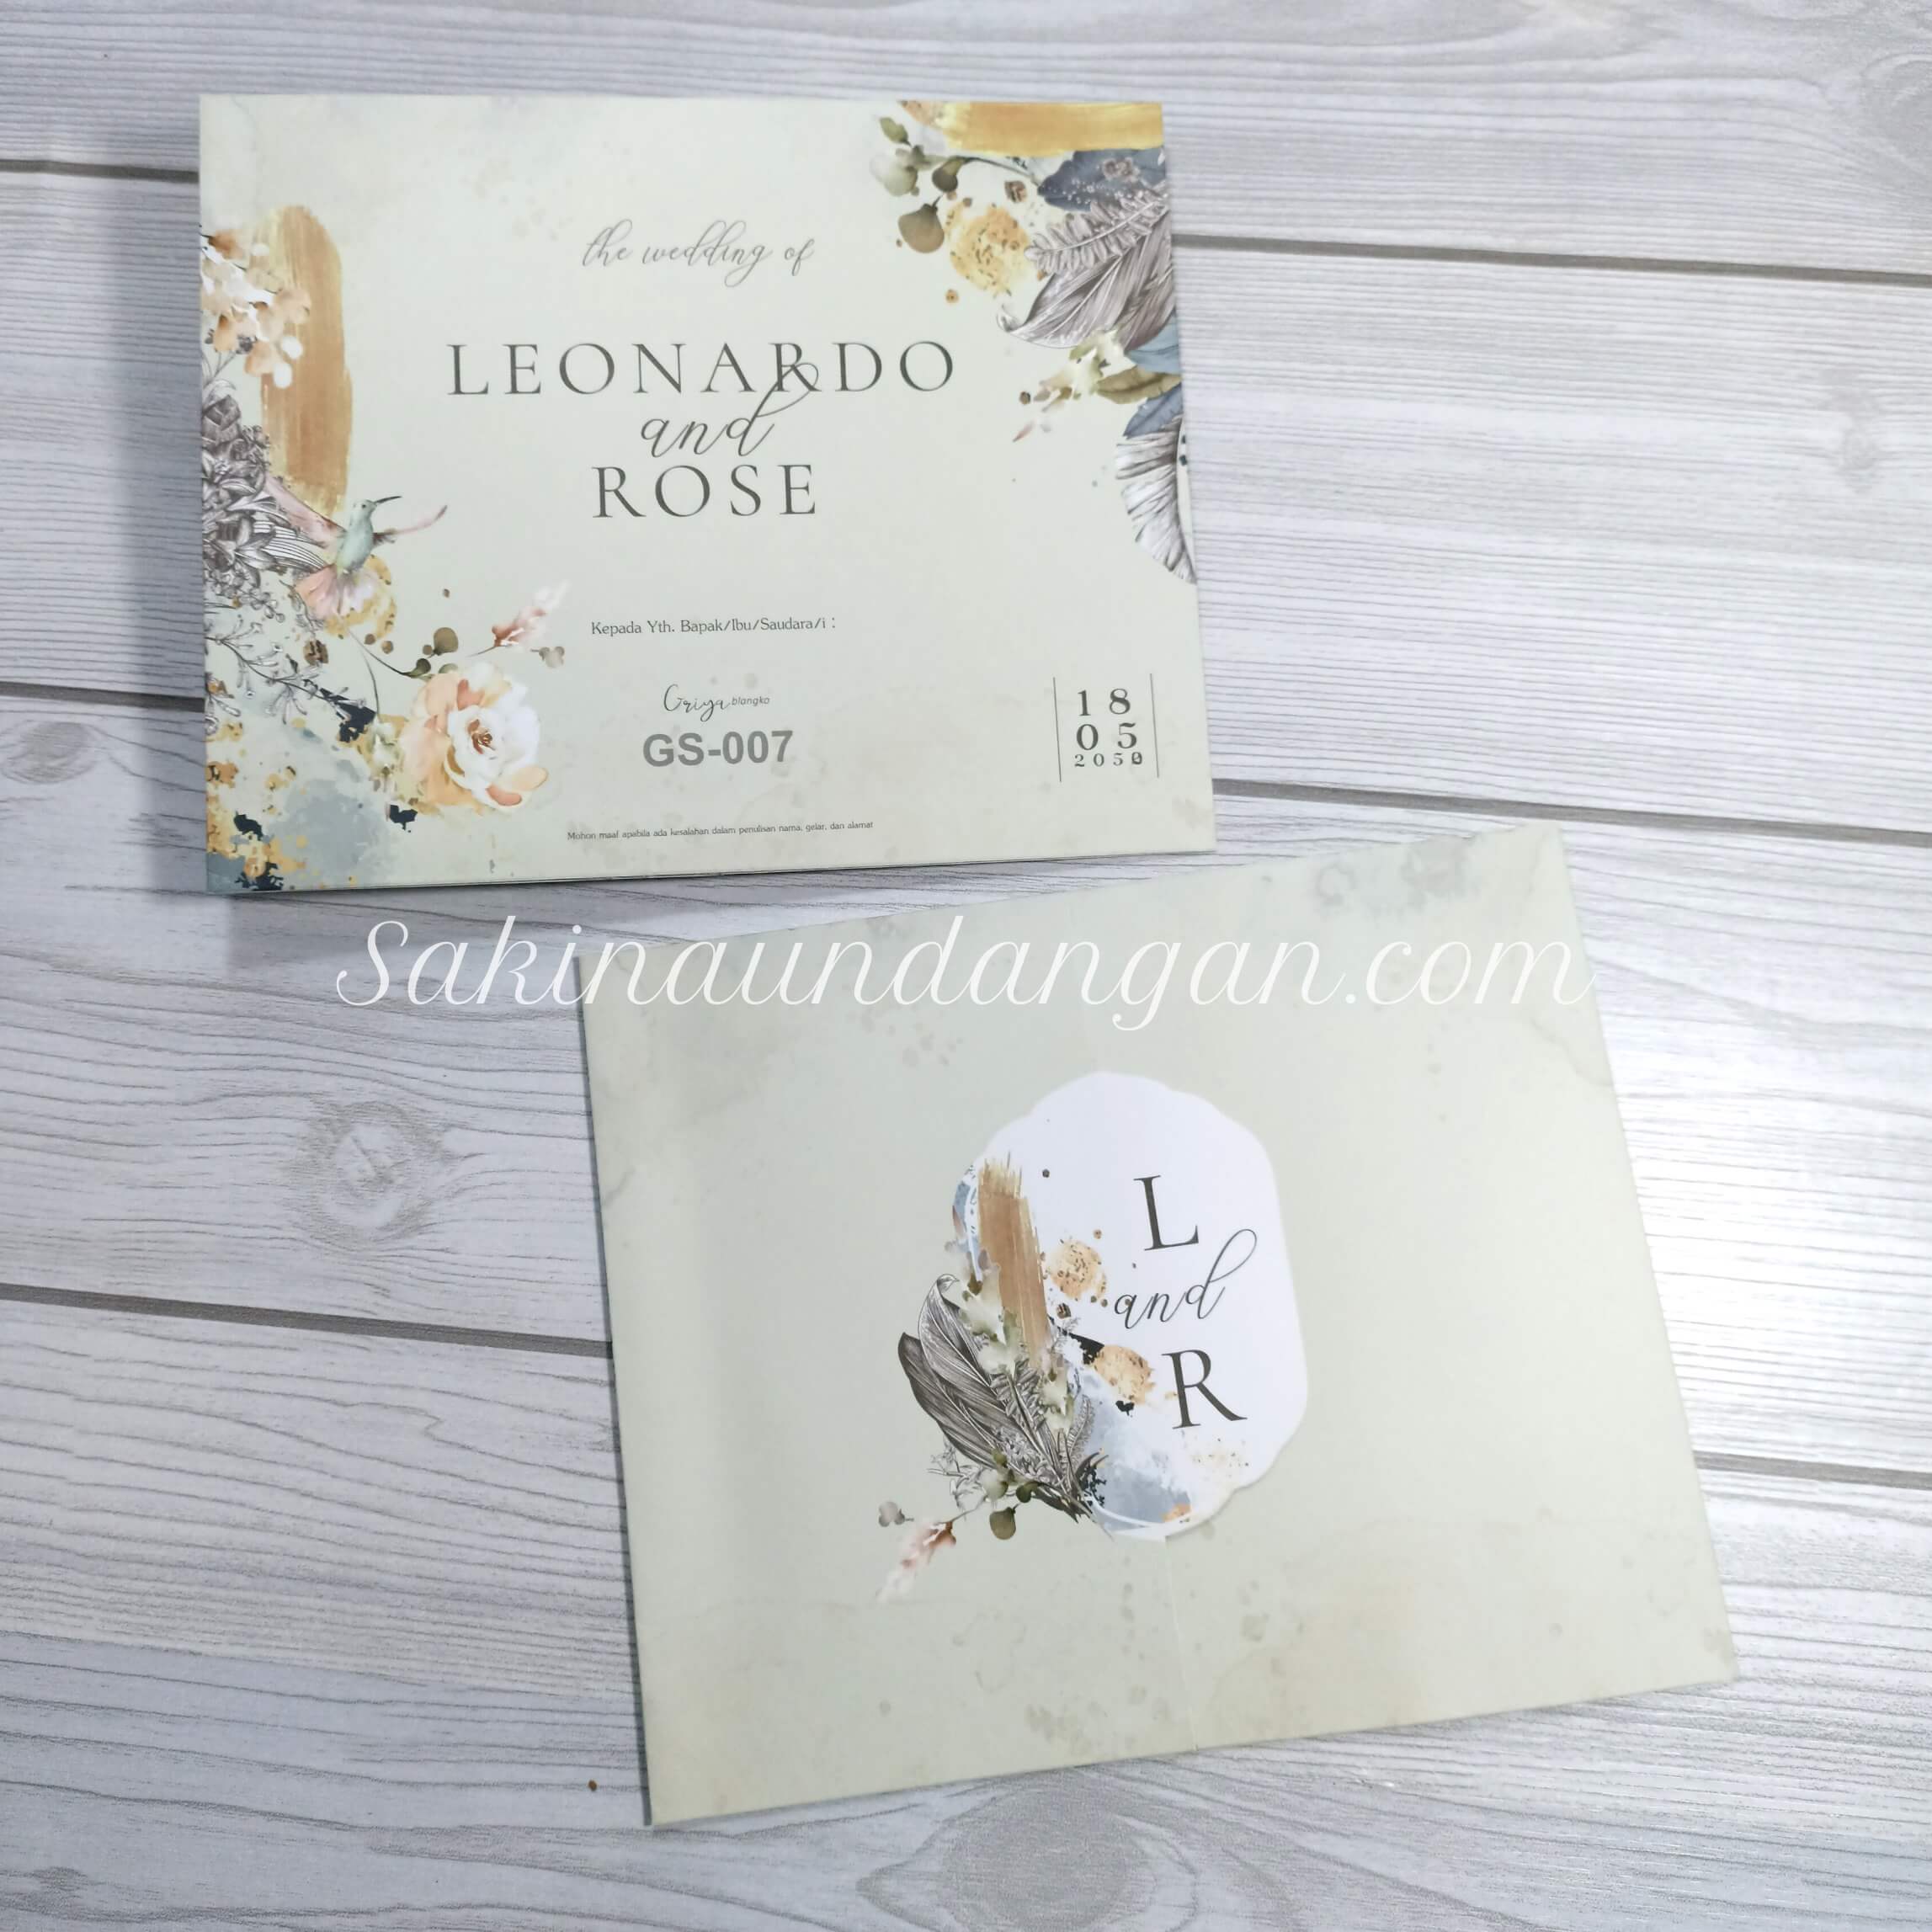 the wedding of
LEONARDO
and
ROSE
Kepada Yth. Bapak/Ibu/Saudara/i :
Griya blangko
GS-007
18
05
2050
Mohon maaf apabila ada kesalahan dalam penulisan nama, gelar, dan alamat
Sakinaundangan.com
L
and
R